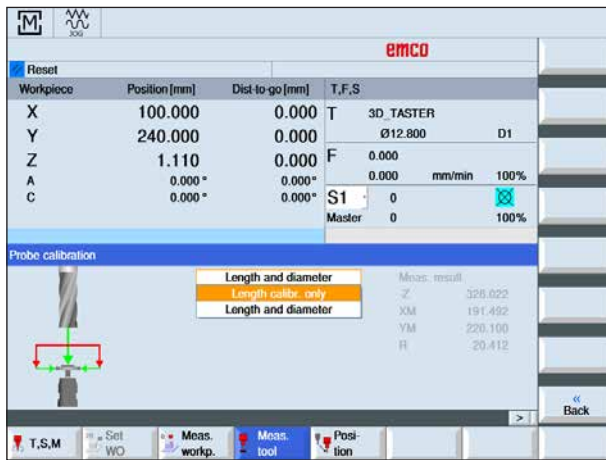 M
JOG
emco
Reset
Workpiece Position [mm] Dist-to-go [mm] T,F,S
X 100.000 0.000 T 3D_TASTER
Y 240.000 0.000 Ø12.800 D1
Z 1.110 0.000 F 0.000
A 0.000 ° 0.000° 0.000 mm/min 100%
C 0.000 ° 0.000° S1 0
Master 0 100%
Probe calibration
Length and diameter Meas. result
Length calibr. only -Z 326.022
Length and diameter XM 191.492
YM 220.100
R 20.412
«
Back
>
T,S,M Set WO Meas. workp. Meas. tool Posi- tion